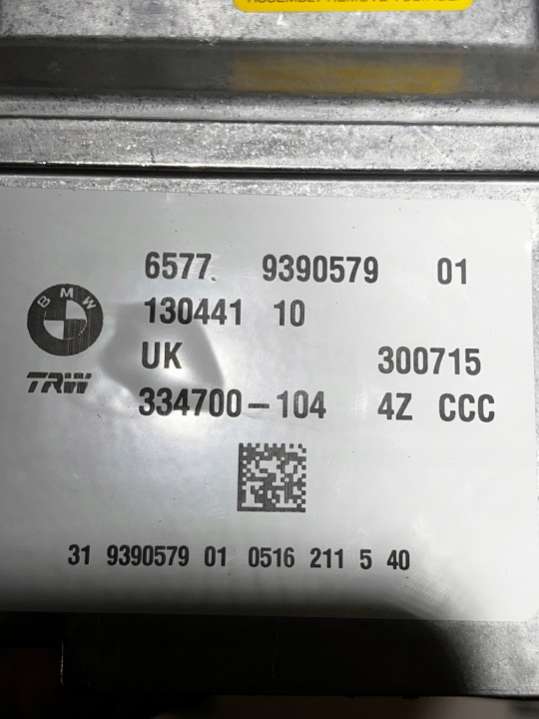 6577 9390579 01
BMW
130441 10
UK 300715
TRW
334700-104 4Z CCC
31 9390579 01 0516 211 5 40